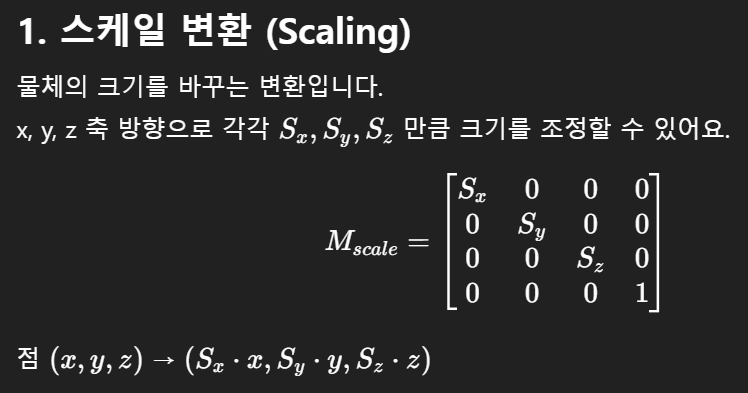 1. 스케일 변환 (Scaling)
물체의 크기를 바꾸는 변환입니다.
x, y, z 축 방향으로 각각 $S_x, S_y, S_z$ 만큼 크기를 조정할 수 있어요.
$M_{scale} = \begin{bmatrix} S_x & 0 & 0 & 0 \\ 0 & S_y & 0 & 0 \\ 0 & 0 & S_z & 0 \\ 0 & 0 & 0 & 1 \end{bmatrix}$
점 $(x, y, z) \rightarrow (S_x \cdot x, S_y \cdot y, S_z \cdot z)$